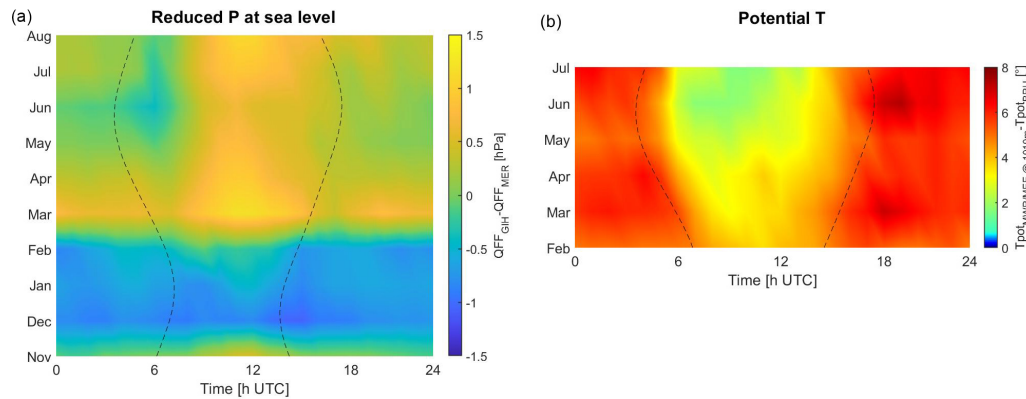 (a)
Reduced P at sea level
Aug
Jul
Jun
May
Apr
Mar
Feb
Jan
Dec
Nov
0
6
12
18
24
Time [h UTC]
1.5
1
0.5
0
-0.5
-1
-1.5
QFF_GIH-QFF_MER [hPa]
(b)
Potential T
Jul
Jun
May
Apr
Mar
Feb
0
6
12
18
24
Time [h UTC]
8
6
4
2
0